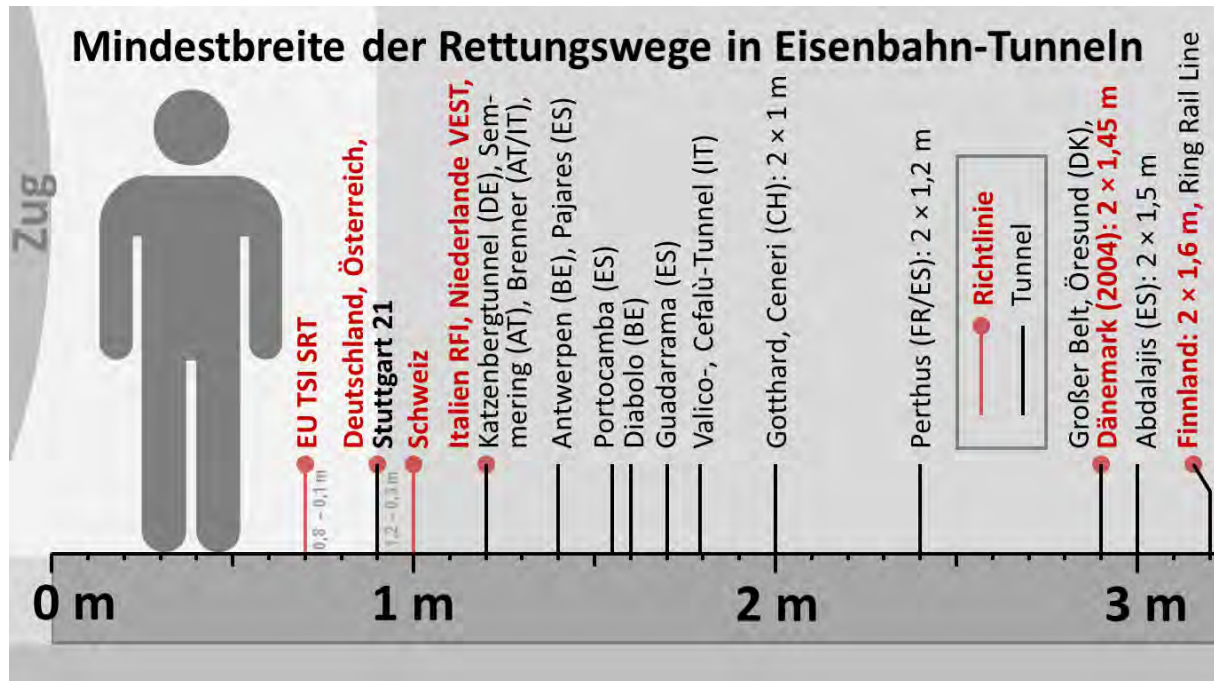 Mindestbreite der Rettungswege in Eisenbahn-Tunneln
Zug
EU TSI SRT
0,8 – 0,1 m
Deutschland, Österreich,
Stuttgart 21
1,2 – 0,3 m
Schweiz
Italien RFI, Niederlande VEST,
Katzenbergtunnel (DE), Sem-
mering (AT), Brenner (AT/IT),
Antwerpen (BE), Pajares (ES)
Portocamba (ES)
Diabolo (BE)
Guadarrama (ES)
Valico-, Cefalù-Tunnel (IT)
Gotthard, Ceneri (CH): 2 × 1 m
Perthus (FR/ES): 2 × 1,2 m
Richtlinie
Tunnel
Großer Belt, Öresund (DK),
Dänemark (2004): 2 × 1,45 m
Abdalajis (ES): 2 × 1,5 m
Finnland: 2 × 1,6 m, Ring Rail Line
0 m
1 m
2 m
3 m